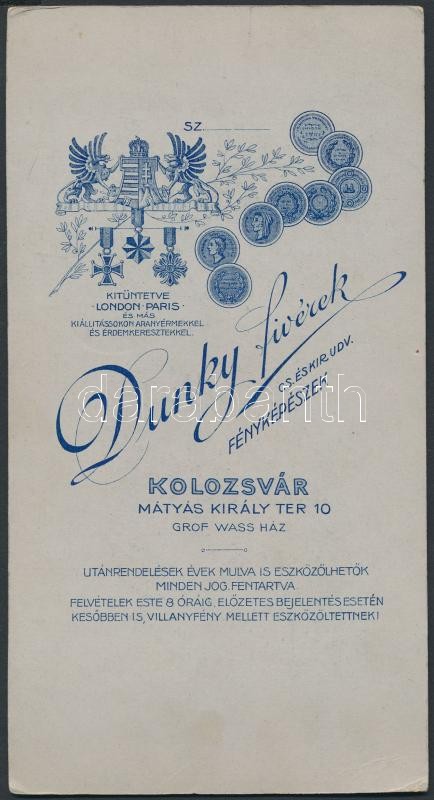 SZ.
KITÜNTETVE
-LONDON-PARIS-
ÉS MÁS
KIÁLLITÁSSOKON ARANYÉRMEKKEL
ÉS ÉRDEMKERESZTEKKEL.
Dunky fivérek
CS. ÉS KIR. UDV.
FÉNYKÉPÉSZEK
darabanth
KOLOZSVÁR
MÁTYÁS KIRÁLY TER 10
GROF WASS HÁZ
UTÁNRENDELÉSEK ÉVEK MULVA IS ESZKÖZÖLHETŐK
MINDEN JOG FENTARTVA
FELVÉTELEK ESTE 8 ÓRÁIG, ELŐZETES BEJELENTÉS ESETÉN
KESŐBBEN IS, VILLANYFÉNY MELLETT ESZKÖZÖLTETTNEK!